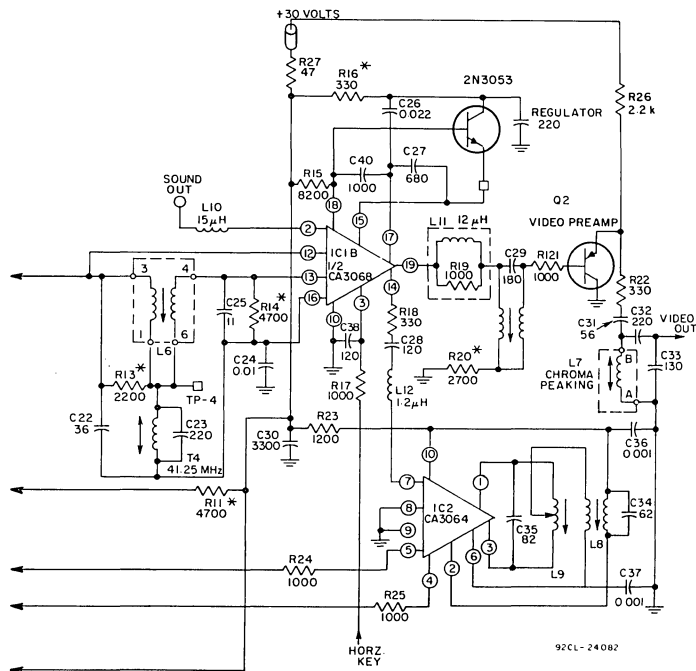 +30 VOLTS
R27
47
R16*
330
2N3053
C26
0.022
REGULATOR
220
R26
2.2 k
C27
680
C40
1000
R15
8200
SOUND
OUT
L10
15μH
18
15
17
Q2
VIDEO PREAMP
L11 12 μH
2
12
13
16
IC1B
1/2
CA3068
19
14
10
3
R19
1000
C29
180
R121
1000
R22
330
C31
56
C32
220
VIDEO
OUT
3
4
1
6
L6
C25
11
R14*
4700
C24
0.01
C38
120
R18
330
C28
120
R20*
2700
L7
CHROMA
PEAKING
B
A
C33
130
R13*
2200
TP-4
R17
1000
L12
1.2μH
C22
36
C23
220
T4
41.25 MHz
C30
3300
R23
1200
C36
0.001
R11*
4700
10
7
8
9
5
4
2
6
3
1
IC2
CA3064
C35
82
L9
L8
C34
62
R24
1000
R25
1000
C37
0.001
HORZ.
KEY
92CL-24082